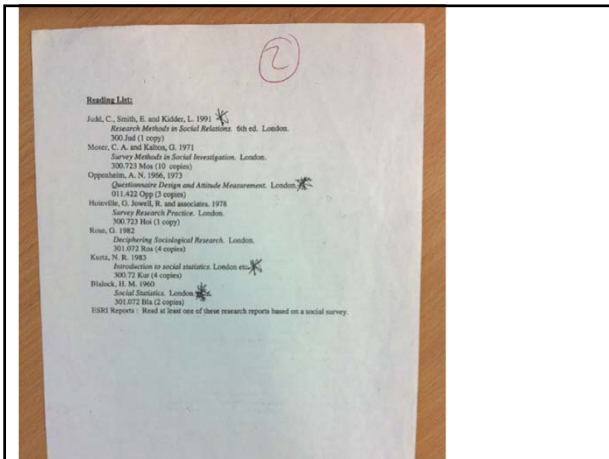 2
Reading List:
Judd, C., Smith, E. and Kidder, L. 1991
Research Methods in Social Relations. 6th ed. London.
300.Jud (1 copy)
Moser, C. A. and Kalton, G. 1971
Survey Methods in Social Investigation. London.
300.723 Mos (10 copies)
Oppenheim, A. N. 1966, 1973
Questionnaire Design and Attitude Measurement. London.
011.422 Opp (3 copies)
Hoinville, G. Jowell, R. and associates. 1978
Survey Research Practice. London.
300.723 Hoi (1 copy)
Rose, G. 1982
Deciphering Sociological Research. London.
301.072 Ros (4 copies)
Kurtz, N. R. 1983
Introduction to social statistics. London etc.
300.72 Kur (4 copies)
Blalock, H. M. 1960
Social Statistics. London
301.072 Bla (2 copies)
ESRI Reports : Read at least one of these research reports based on a social survey.